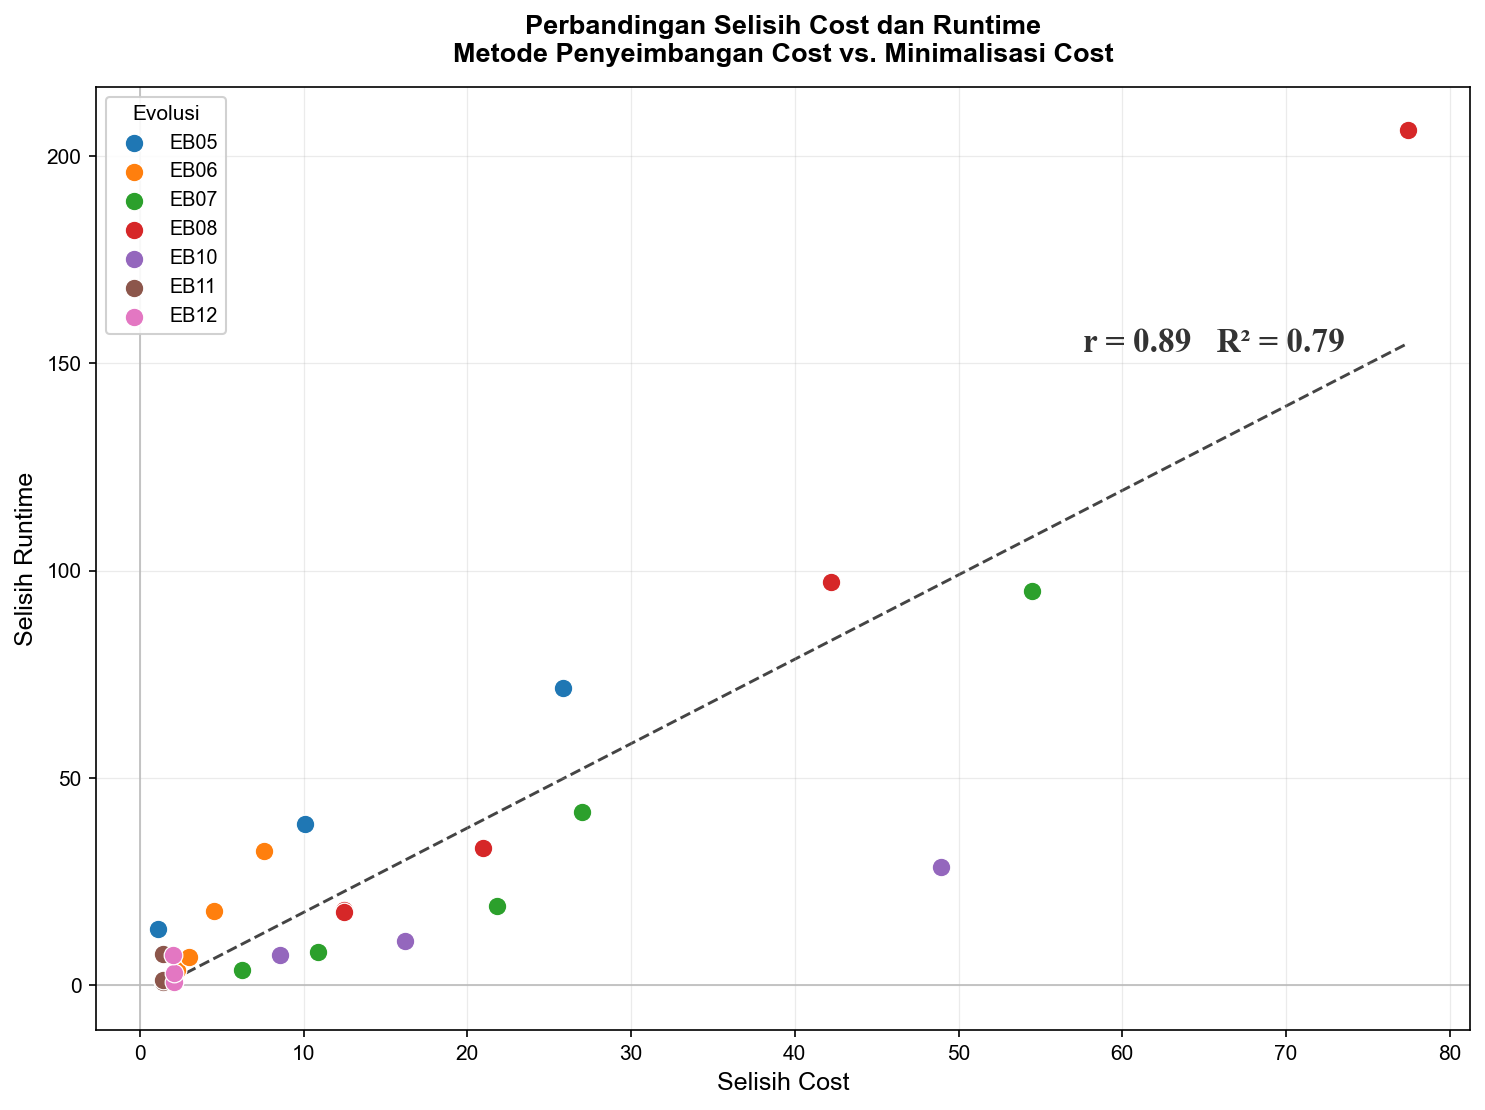 Perbandingan Selisih Cost dan Runtime
Metode Penyeimbangan Cost vs. Minimalisasi Cost
Evolusi
EB05
EB06
EB07
EB08
EB10
EB11
EB12
r = 0.89 R² = 0.79
Selisih Runtime
200
150
100
50
0
0 10 20 30 40 50 60 70 80
Selisih Cost